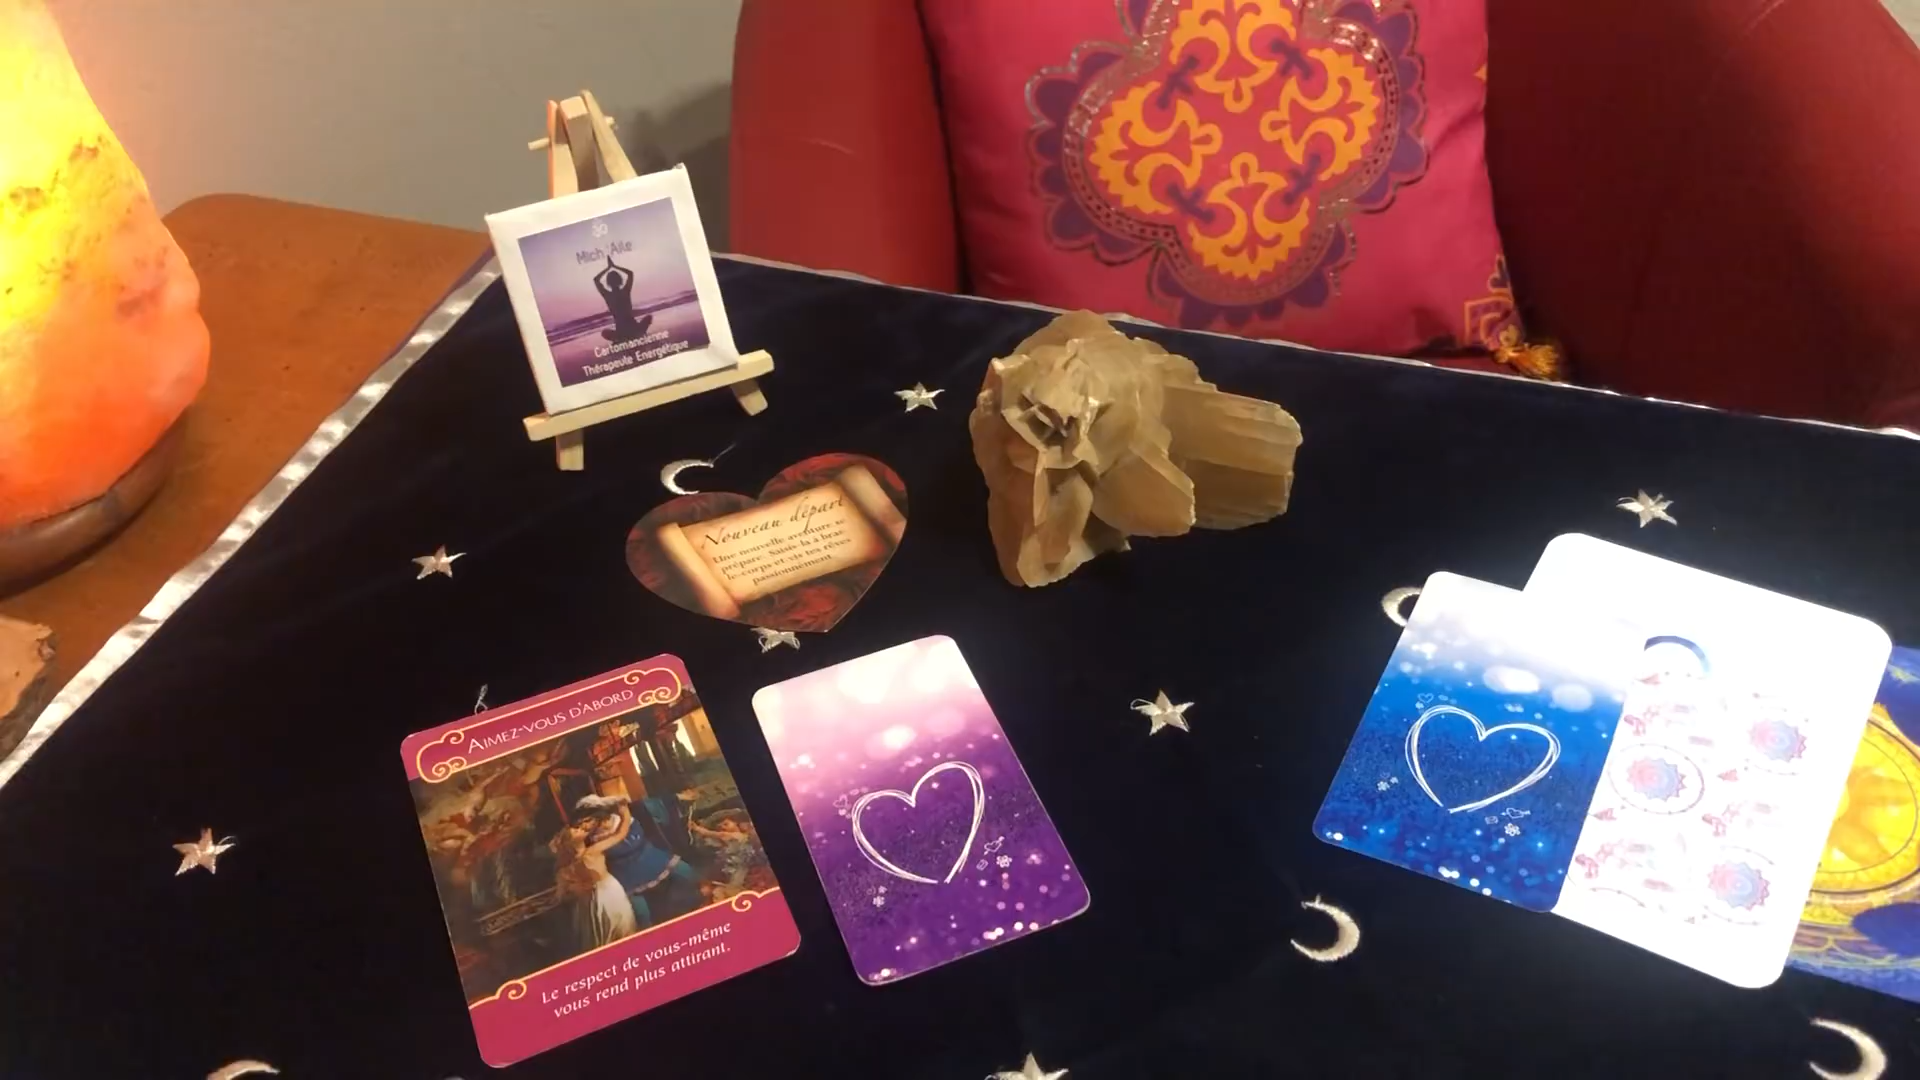 Mich 'Aile
Cartomancienne
Thérapeute Energétique
Nouveau départ
Une nouvelle aventure se
prépare. Saisis-la à bras
le-corps et vis tes rêves
passionnément.
AIMEZ-VOUS D'ABORD
Le respect de vous-même
vous rend plus attirant.